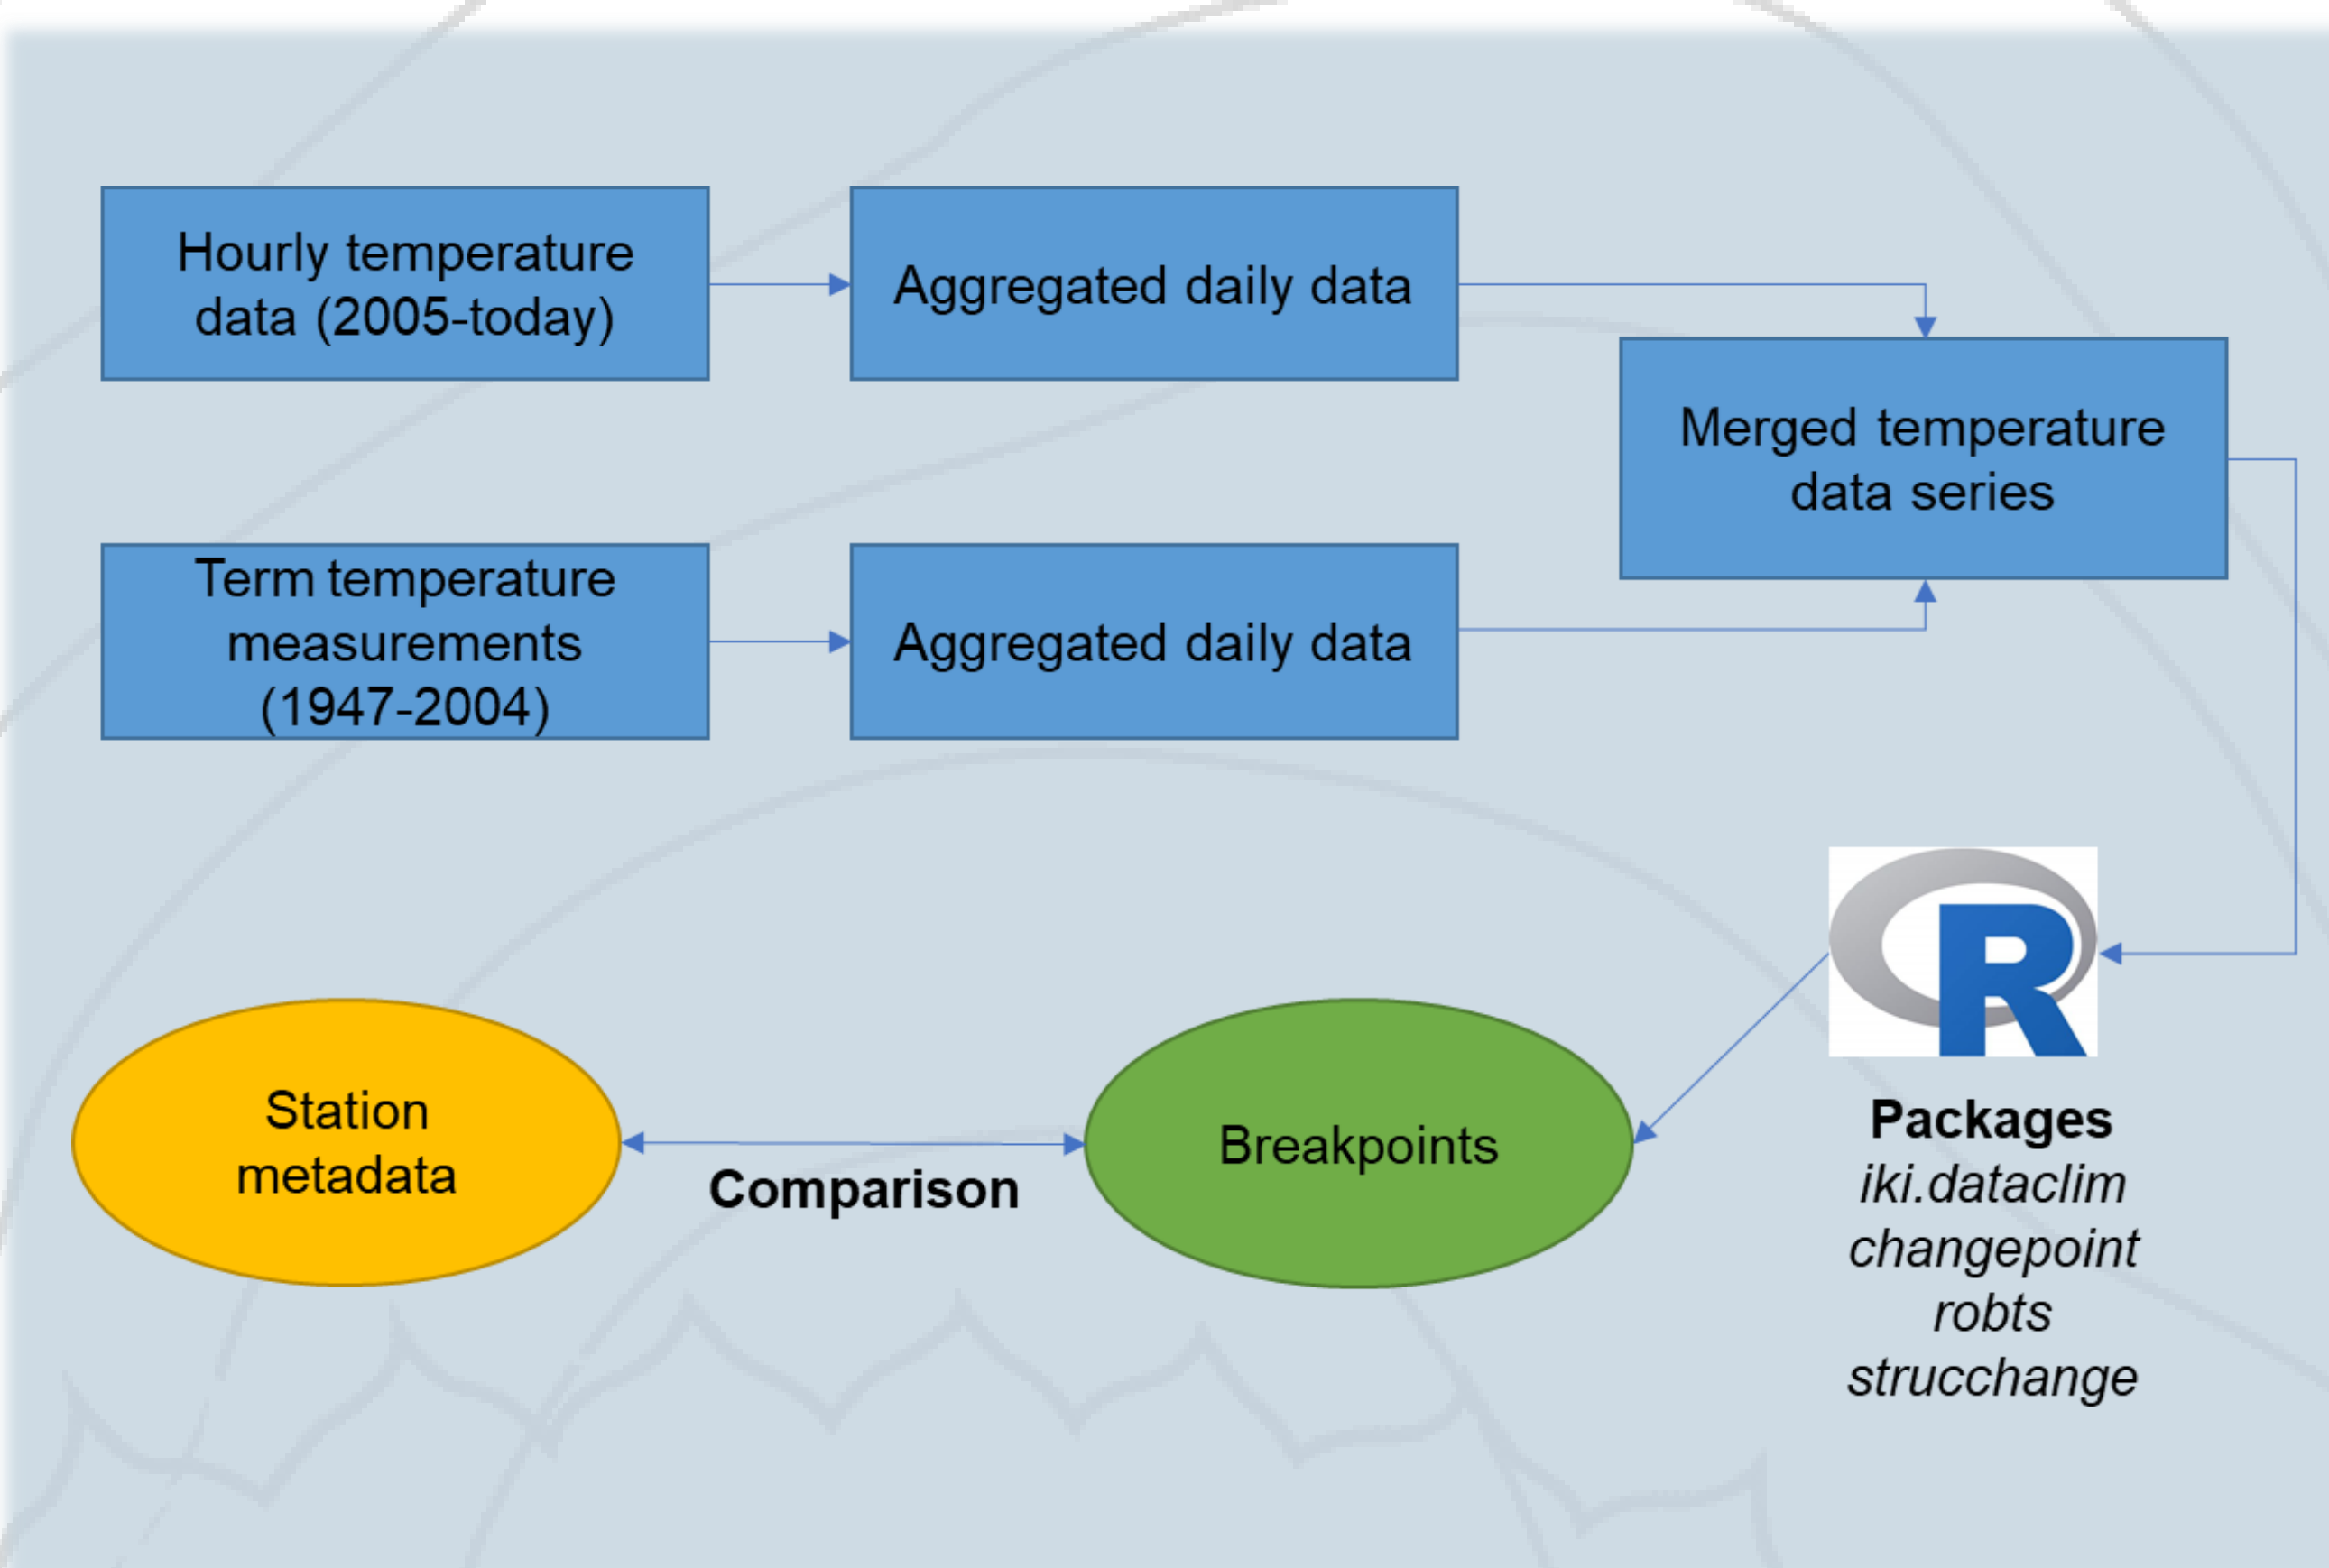 Hourly temperature
data (2005-today)
Aggregated daily data
Merged temperature
data series
Term temperature
measurements
(1947-2004)
Aggregated daily data
R
Packages
iki.dataclim
changepoint
robts
strucchange
Breakpoints
Comparison
Station
metadata